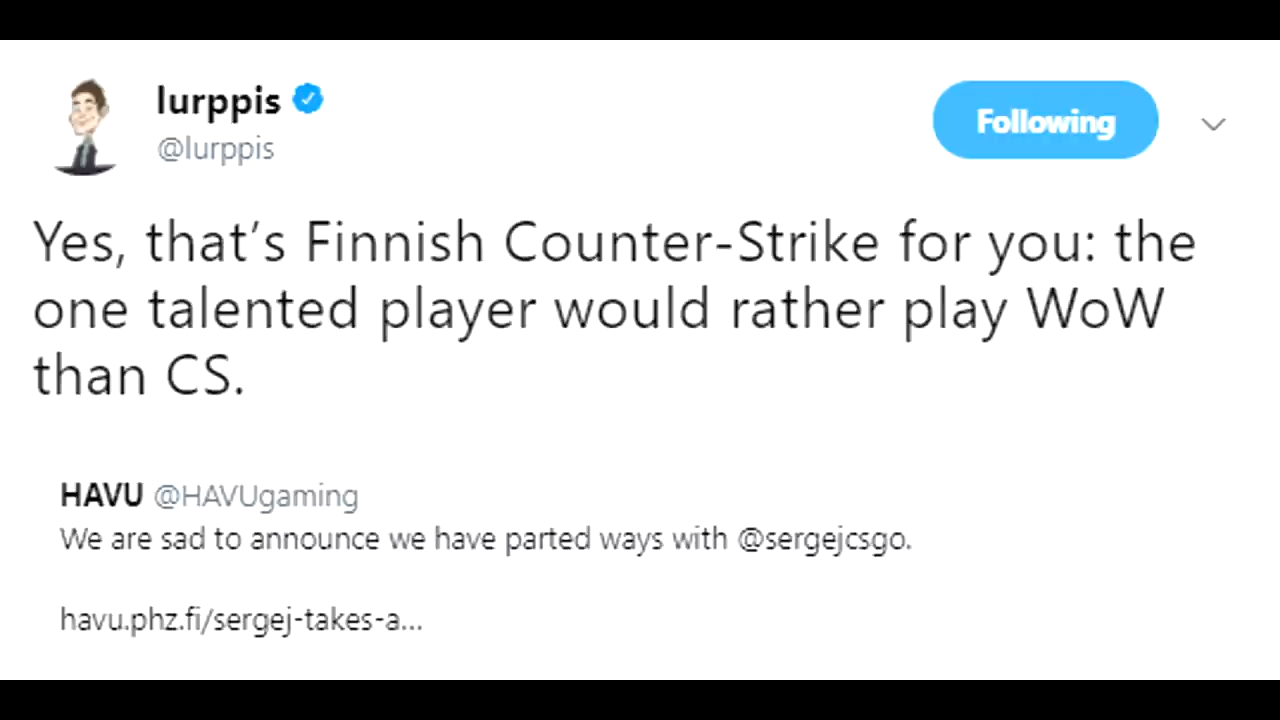 lurppis
@lurppis
Following
Yes, that's Finnish Counter-Strike for you: the
one talented player would rather play WoW
than CS.
HAVU @HAVUgaming
We are sad to announce we have parted ways with @sergejcsgo.
havu.phz.fi/sergej-takes-a...